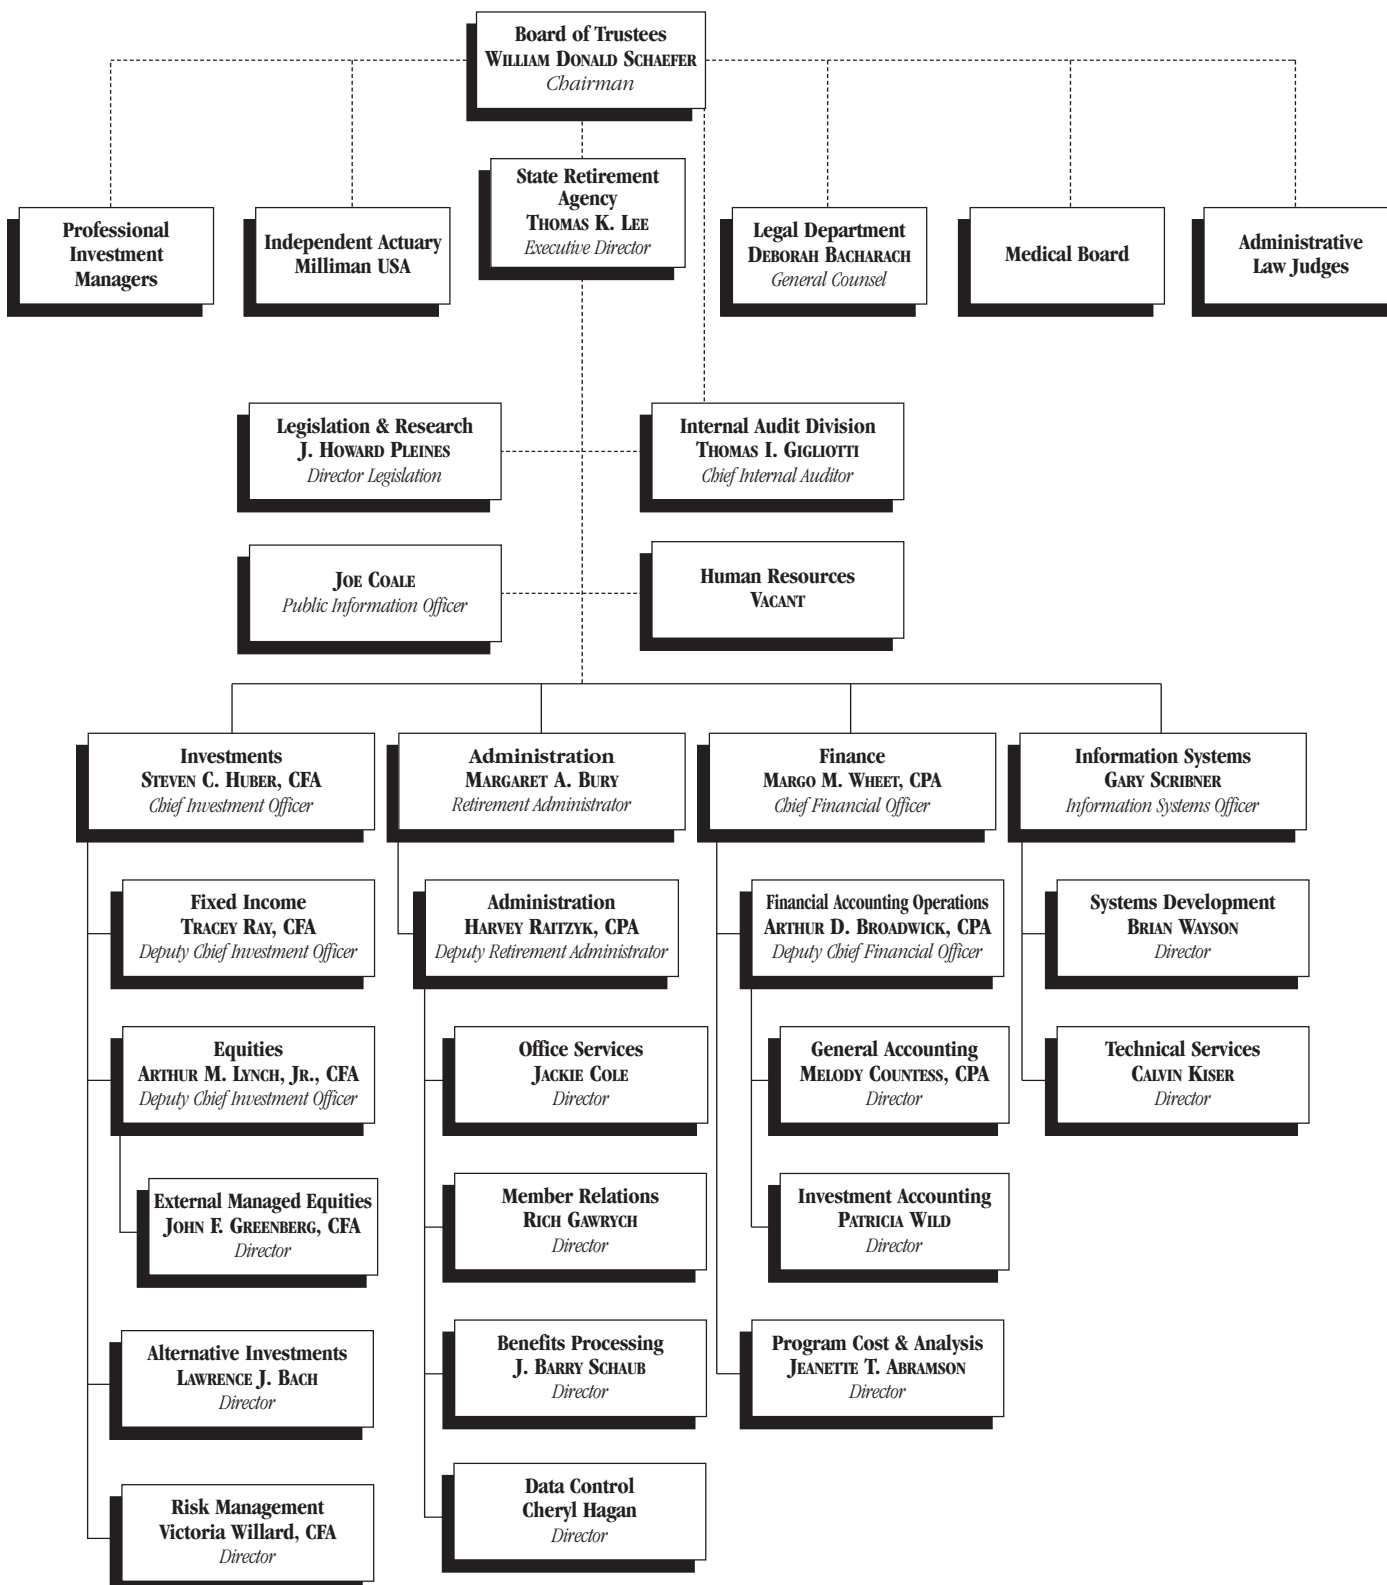 Board of Trustees
WILLIAM DONALD SCHAEFER
Chairman
State Retirement
Agency
THOMAS K. LEE
Executive Director
Professional
Investment
Managers
Independent Actuary
Milliman USA
Legal Department
DEBORAH BACHARACH
General Counsel
Medical Board
Administrative
Law Judges
Legislation & Research
J. HOWARD PLEINES
Director Legislation
Internal Audit Division
THOMAS I. GIGLIOTTI
Chief Internal Auditor
JOE COALE
Public Information Officer
Human Resources
VACANT
Investments
STEVEN C. HUBER, CFA
Chief Investment Officer
Administration
MARGARET A. BURY
Retirement Administrator
Finance
MARGO M. WHEET, CPA
Chief Financial Officer
Information Systems
GARY SCRIBNER
Information Systems Officer
Fixed Income
TRACEY RAY, CFA
Deputy Chief Investment Officer
Administration
HARVEY RAITZYK, CPA
Deputy Retirement Administrator
Financial Accounting Operations
ARTHUR D. BROADWICK, CPA
Deputy Chief Financial Officer
Systems Development
BRIAN WAYSON
Director
Equities
ARTHUR M. LYNCH, JR., CFA
Deputy Chief Investment Officer
Office Services
JACKIE COLE
Director
General Accounting
MELODY COUNTESS, CPA
Director
Technical Services
CALVIN KISER
Director
External Managed Equities
JOHN F. GREENBERG, CFA
Director
Member Relations
RICH GAWRYCH
Director
Investment Accounting
PATRICIA WILD
Director
Alternative Investments
LAWRENCE J. BACH
Director
Benefits Processing
J. BARRY SCHAUB
Director
Program Cost & Analysis
JEANETTE T. ABRAMSON
Director
Risk Management
Victoria Willard, CFA
Director
Data Control
Cheryl Hagan
Director